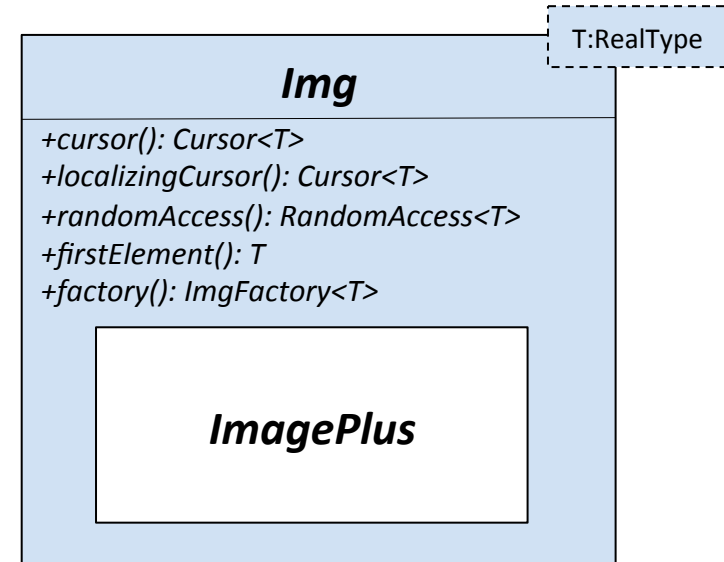 T:RealType
Img
+cursor(): Cursor<T>
+localizingCursor(): Cursor<T>
+randomAccess(): RandomAccess<T>
+firstElement(): T
+factory(): ImgFactory<T>
ImagePlus